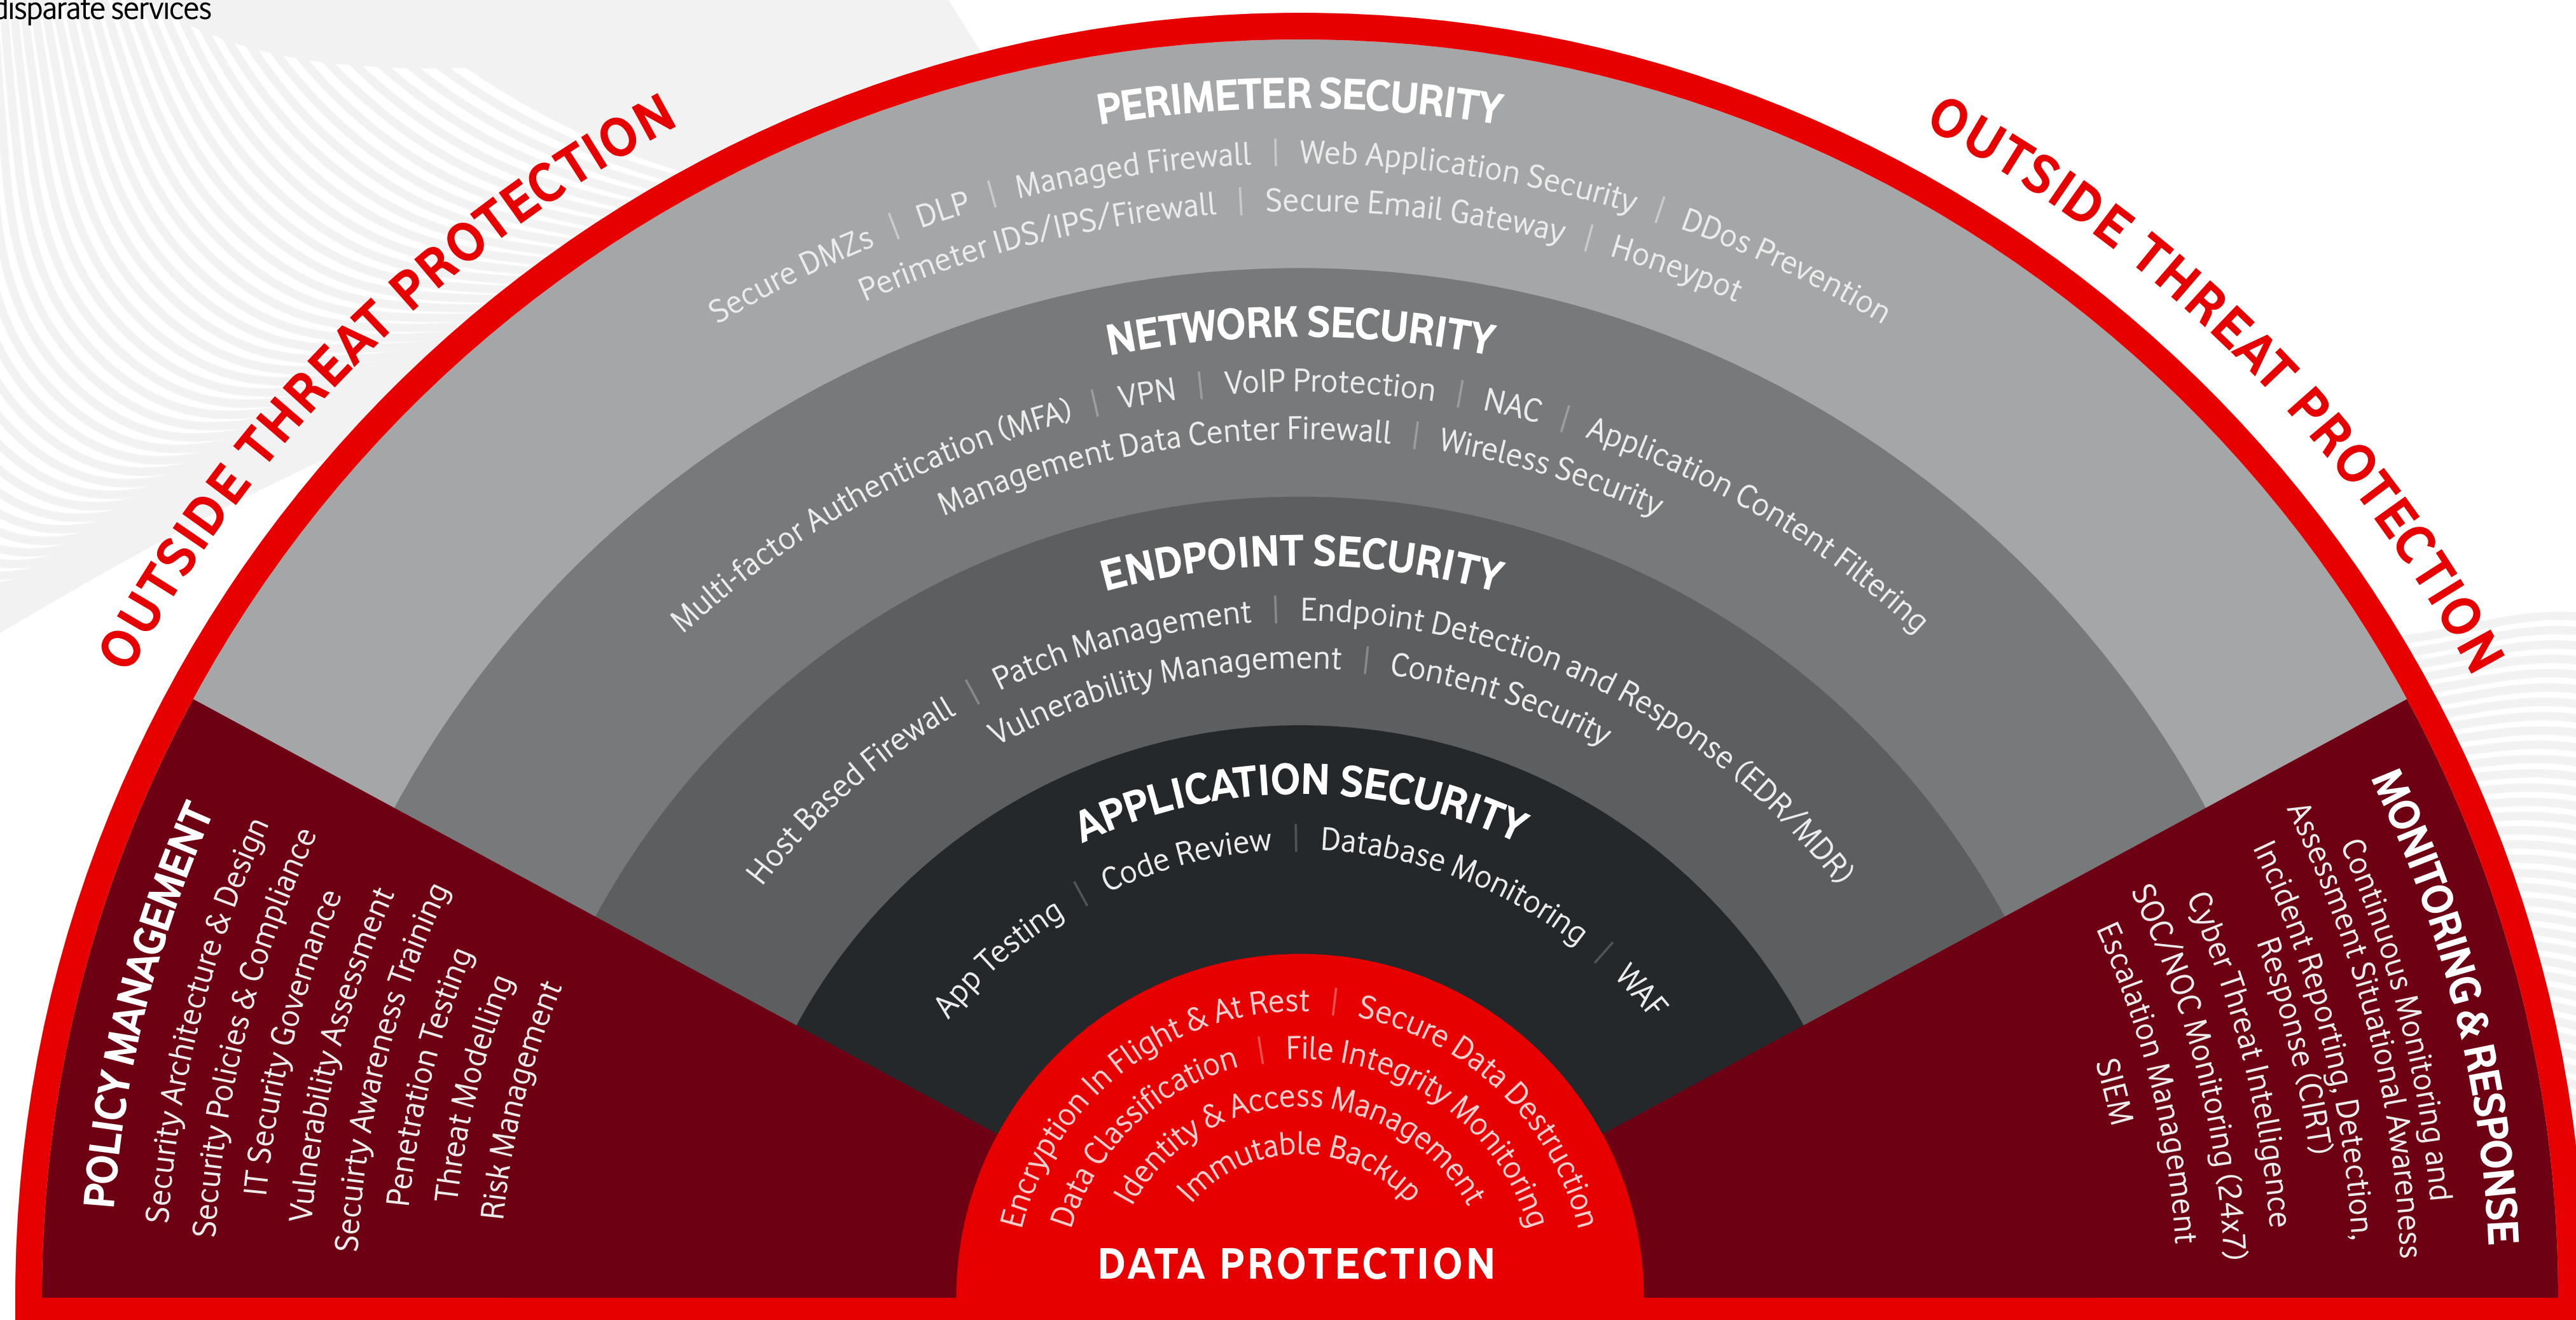 disparate services
OUTSIDE THREAT PROTECTION
OUTSIDE THREAT PROTECTION
PERIMETER SECURITY
Secure DMZs | DLP | Managed Firewall | Web Application Security | DDos Prevention
Perimeter IDS/IPS/Firewall | Secure Email Gateway | Honeypot
NETWORK SECURITY
Multi-factor Authentication (MFA) | VPN | VoIP Protection | NAC | Application Content Filtering
Management Data Center Firewall | Wireless Security
ENDPOINT SECURITY
Host Based Firewall | Patch Management | Endpoint Detection and Response (EDR/MDR)
Vulnerability Management | Content Security
APPLICATION SECURITY
App Testing | Code Review | Database Monitoring | WAF
Encryption In Flight & At Rest | Secure Data Destruction
Data Classification | File Integrity Monitoring
Identity & Access Management
Immutable Backup
DATA PROTECTION
POLICY MANAGEMENT
Security Architecture & Design
Security Policies & Compliance
IT Security Governance
Vulnerability Assessment
Secuirty Awareness Training
Penetration Testing
Threat Modelling
Risk Management
MONITORING & RESPONSE
Continuous Monitoring and
Assessment Situational Awareness
Incident Reporting, Detection,
Response (CIRT)
Cyber Threat Intelligence
SOC/NOC Monitoring (24x7)
Escalation Management
SIEM